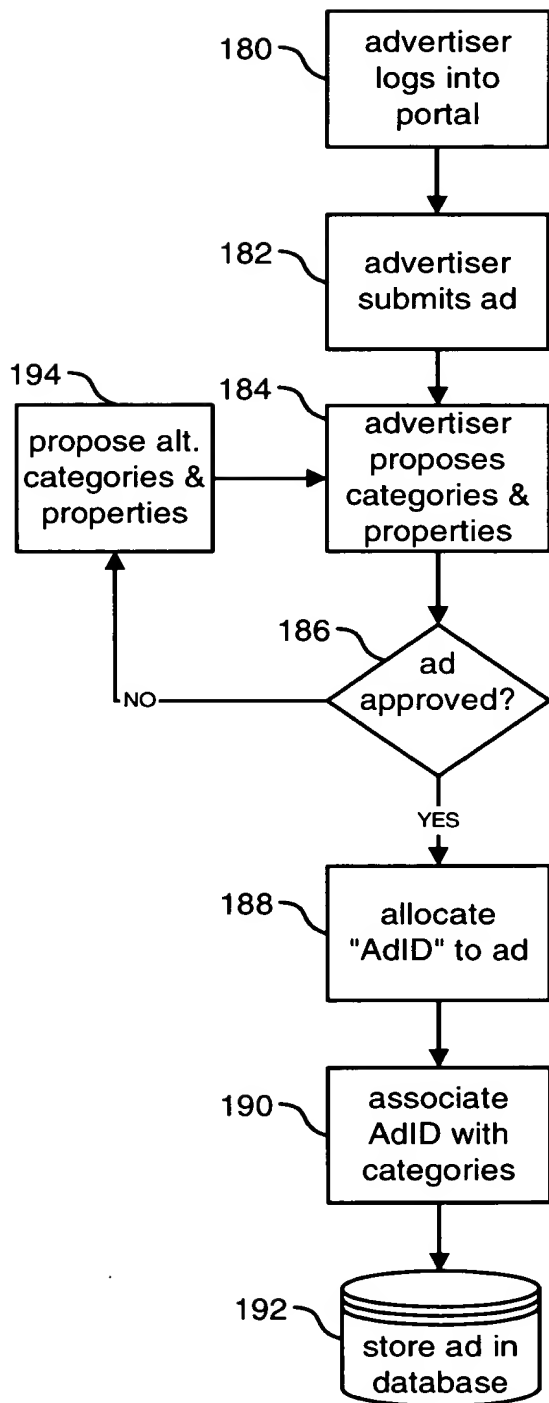 180
advertiser
logs into
portal
182
advertiser
submits ad
194
propose alt.
categories &
properties
184
advertiser
proposes
categories &
properties
186
ad
approved?
NO
YES
188
allocate
"AdID" to ad
190
associate
AdID with
categories
192
store ad in
database